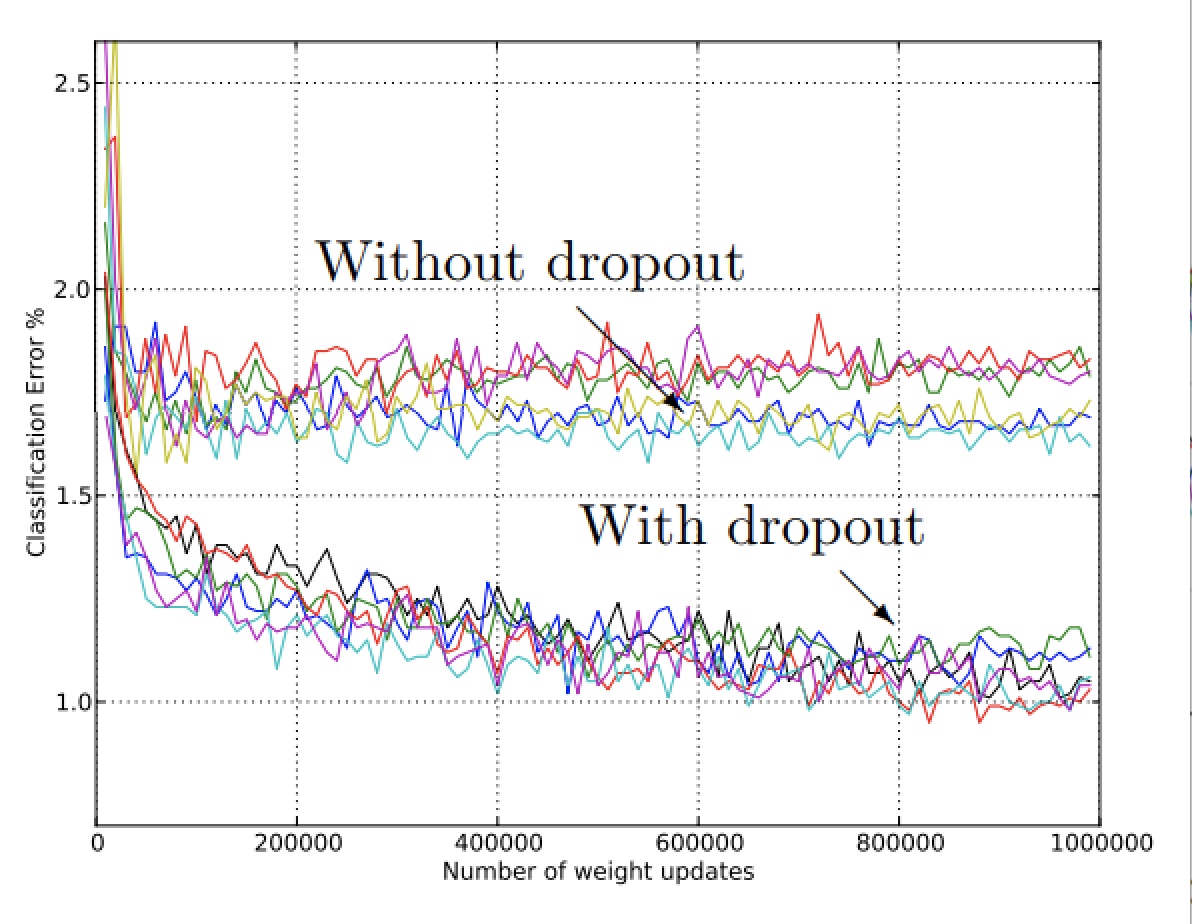 2.5
Without dropout
2.0
Classification Error %
1.5
With dropout
1.0
0 200000 400000 600000 800000 1000000
Number of weight updates